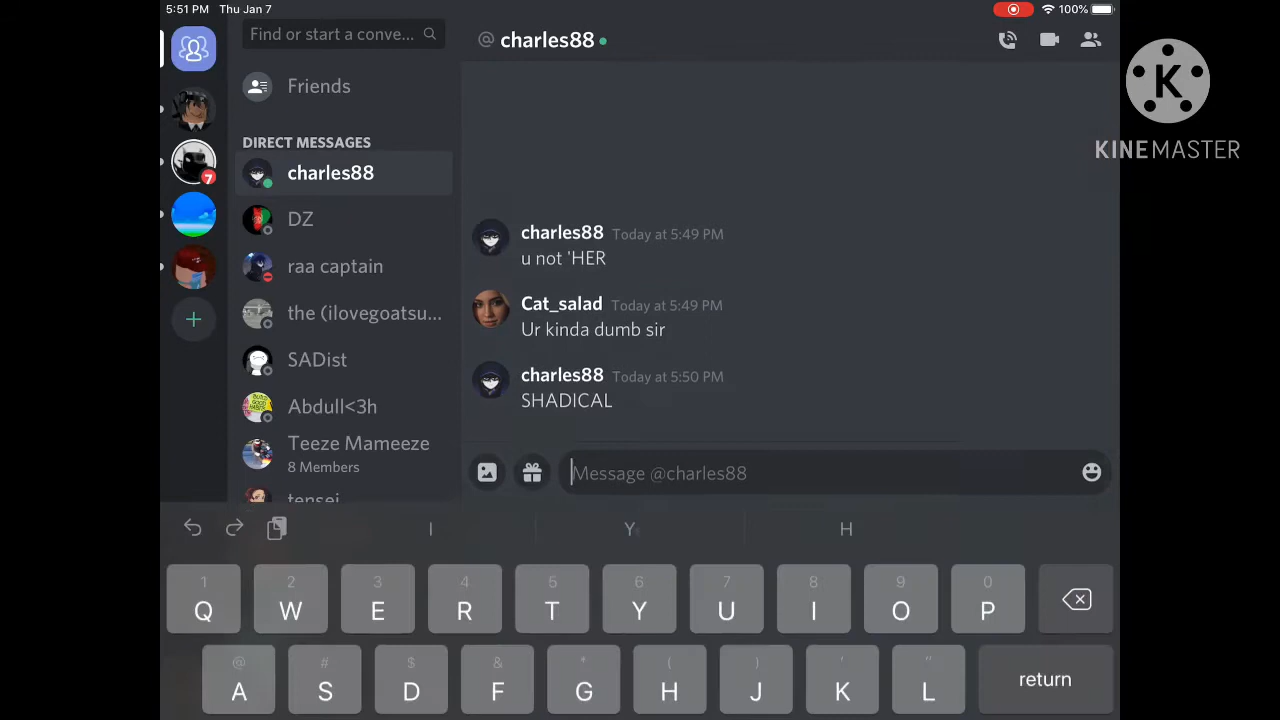 5:51 PM Thu Jan 7
100%
Find or start a conve...
Friends
DIRECT MESSAGES
charles88
DZ
raa captain
the (ilovegoatsu...
SADist
Abdull<3h
Teeze Mameeze
8 Members
tensei
7
@ charles88
charles88 Today at 5:49 PM
u not 'HER
Cat_salad Today at 5:49 PM
Ur kinda dumb sir
charles88 Today at 5:50 PM
SHADICAL
Message @charles88
K
KINEMASTER
I Y H
1 2 3 4 5 6 7 8 9 0
Q W E R T Y U I O P
@ # $ & * ( ) ' "
A S D F G H J K L return